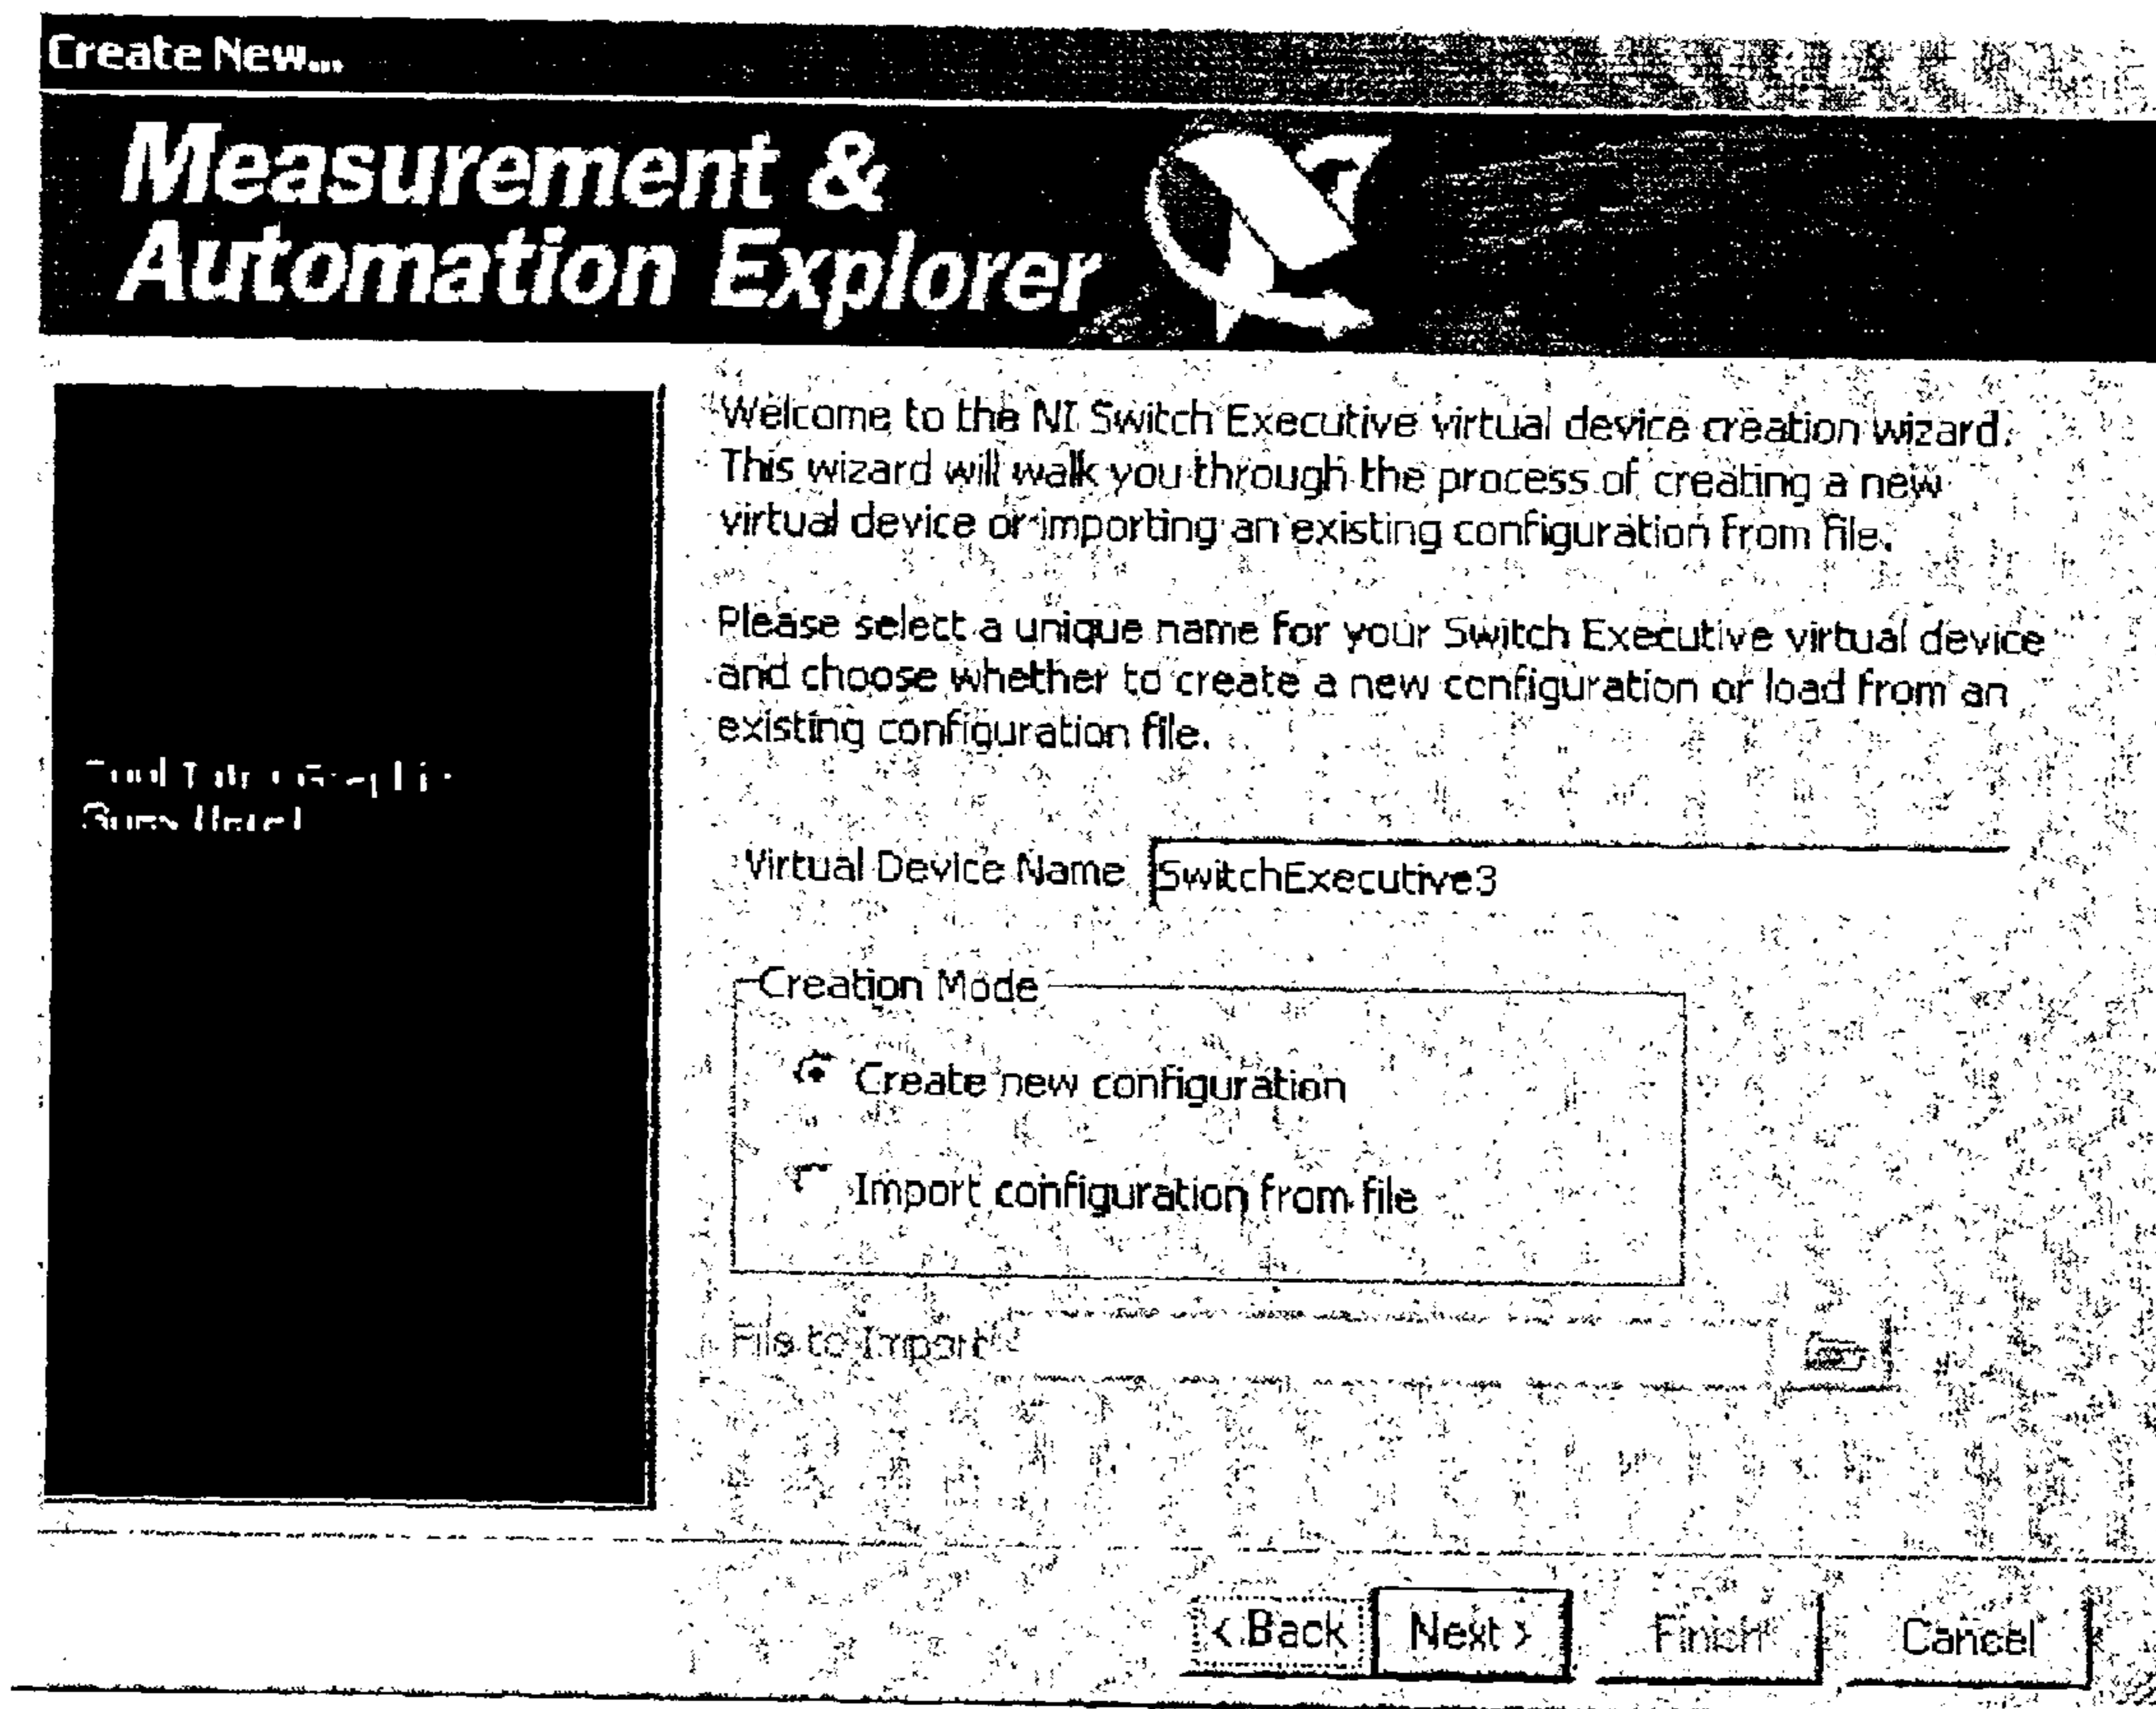 Create New...
Measurement &
Automation Explorer
Welcome to the NI Switch Executive virtual device creation wizard.
This wizard will walk you through the process of creating a new
virtual device or importing an existing configuration from file.
Please select a unique name for your Switch Executive virtual device
and choose whether to create a new configuration or load from an
existing configuration file.
Virtual Device Name SwitchExecutive3
Creation Mode
Create new configuration
Import configuration from file
File to Import
< Back Next > Finish Cancel